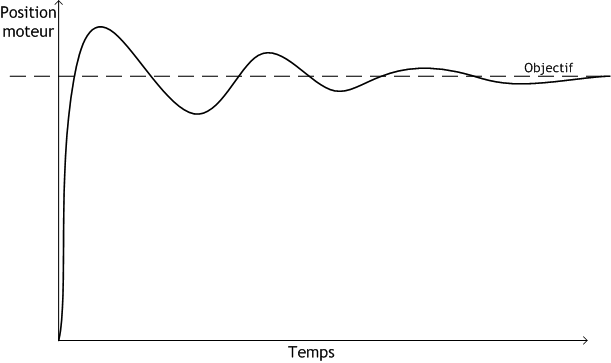 Position
moteur
Objectif
Temps